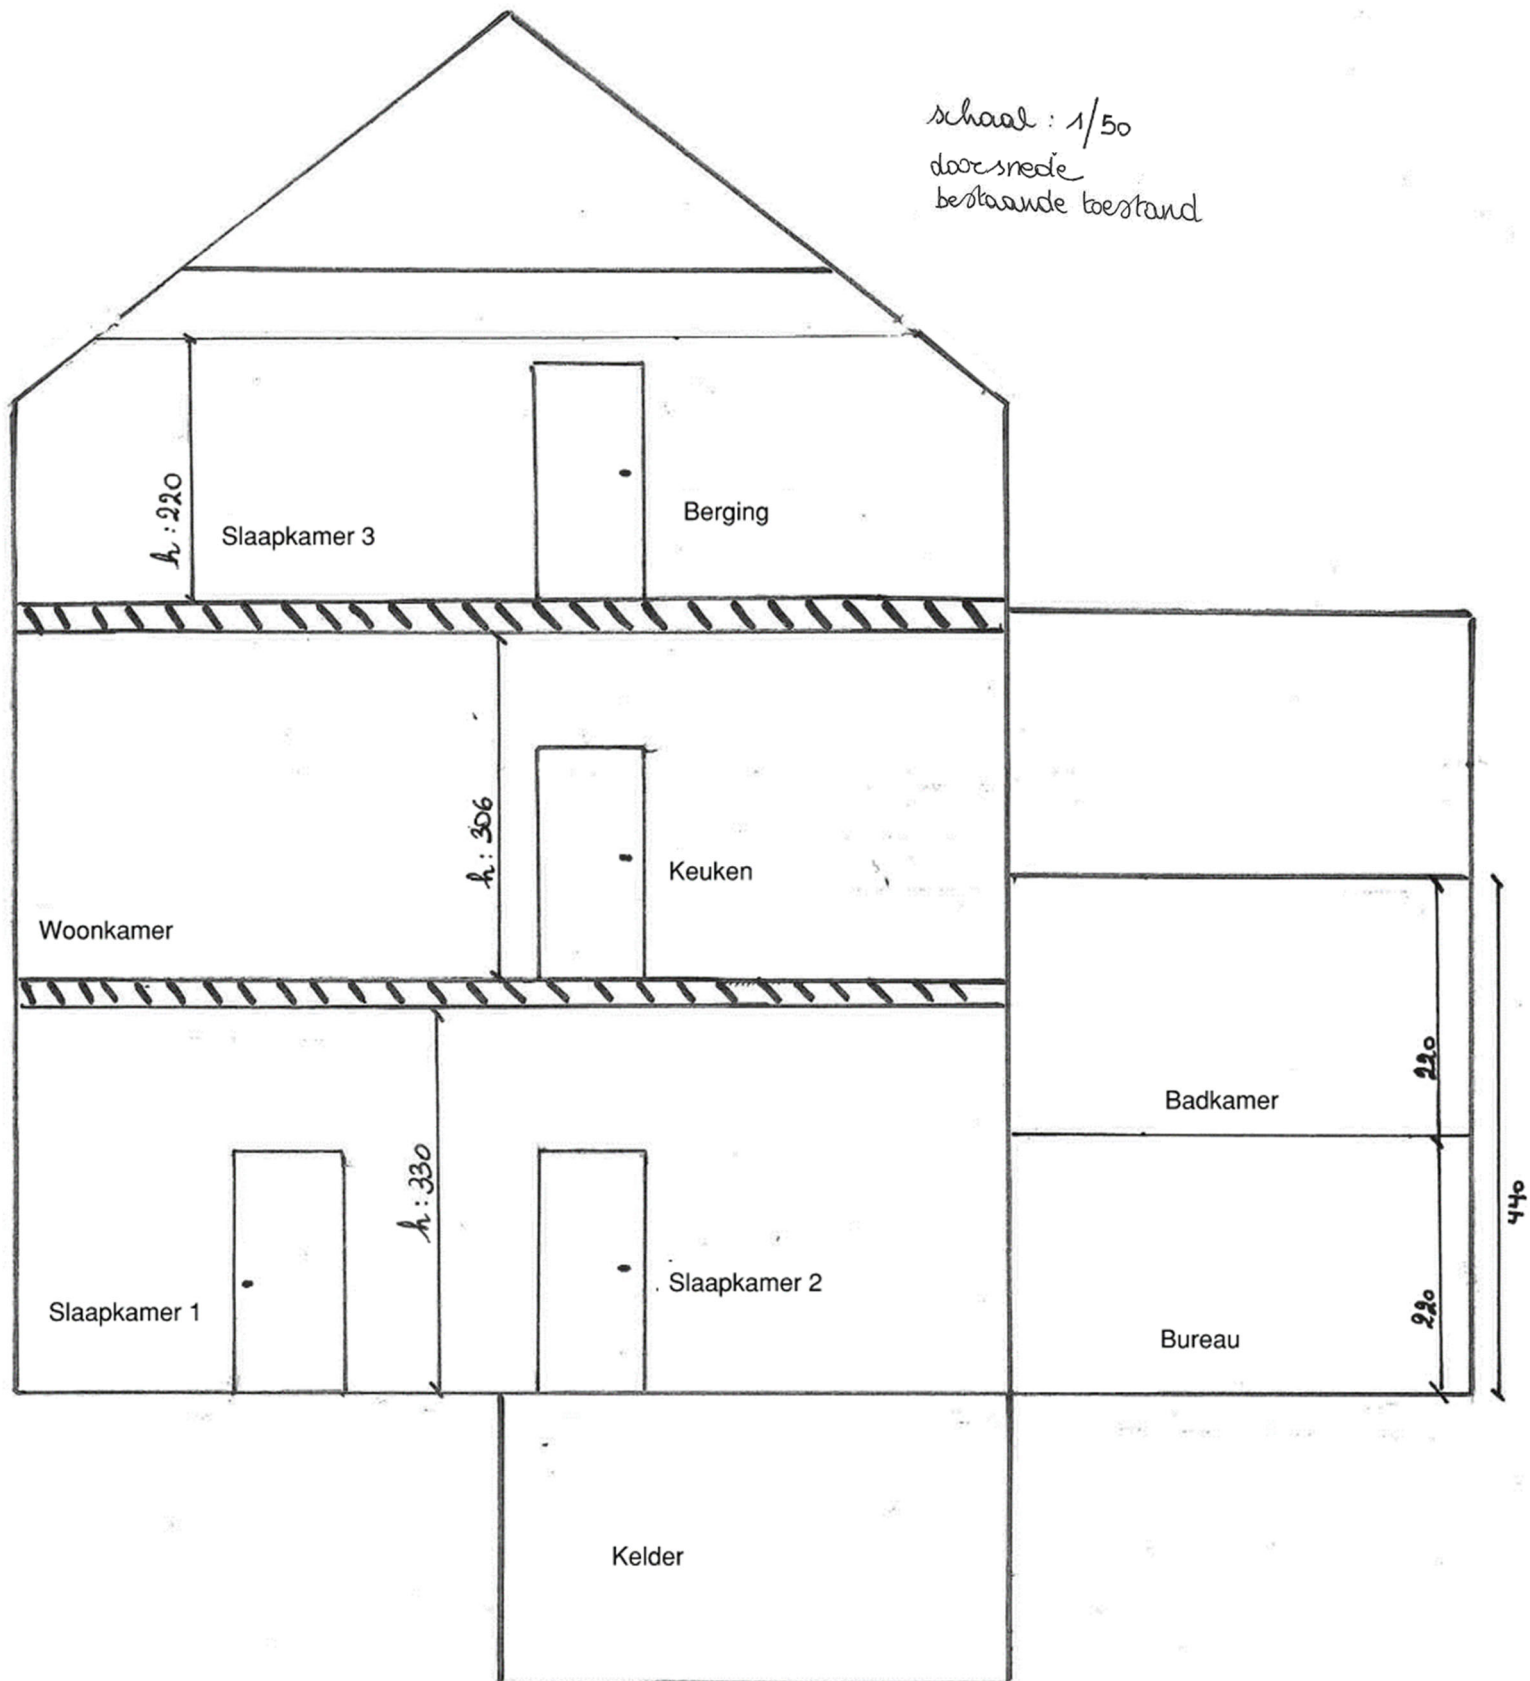 schaal : 1/50
doorsnede
bestaande toestand
h : 220
Slaapkamer 3
Berging
h : 306
Keuken
Woonkamer
220
Badkamer
h : 330
440
Slaapkamer 1
Slaapkamer 2
220
Bureau
Kelder